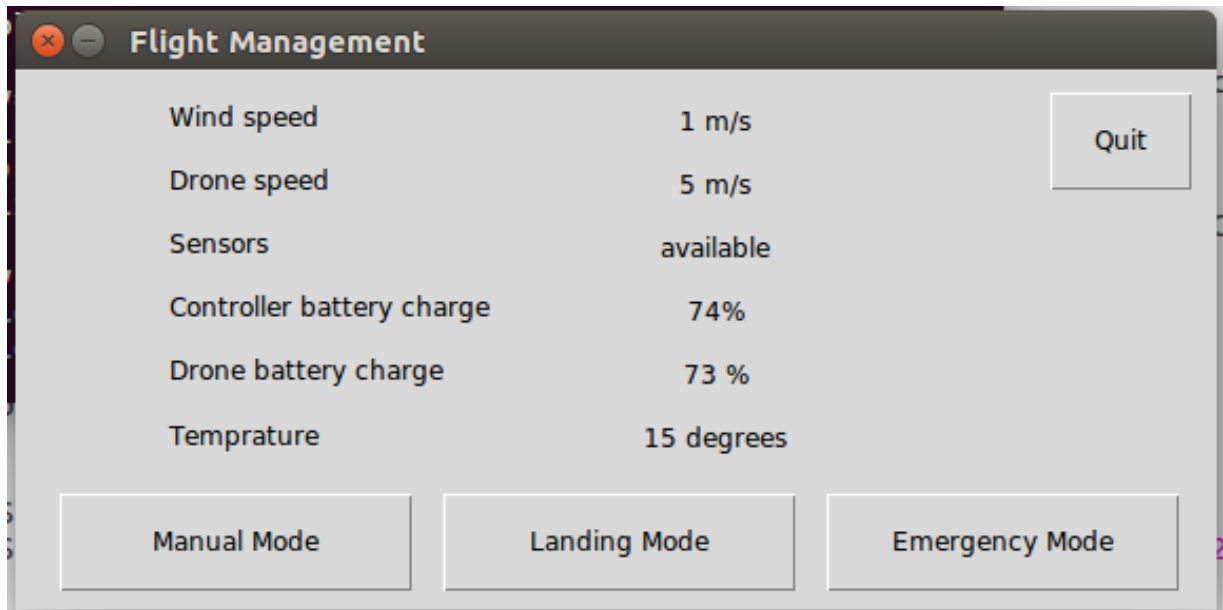 Flight Management
Wind speed 1 m/s
Quit
Drone speed 5 m/s
Sensors available
Controller battery charge 74%
Drone battery charge 73 %
Temprature 15 degrees
Manual Mode Landing Mode Emergency Mode